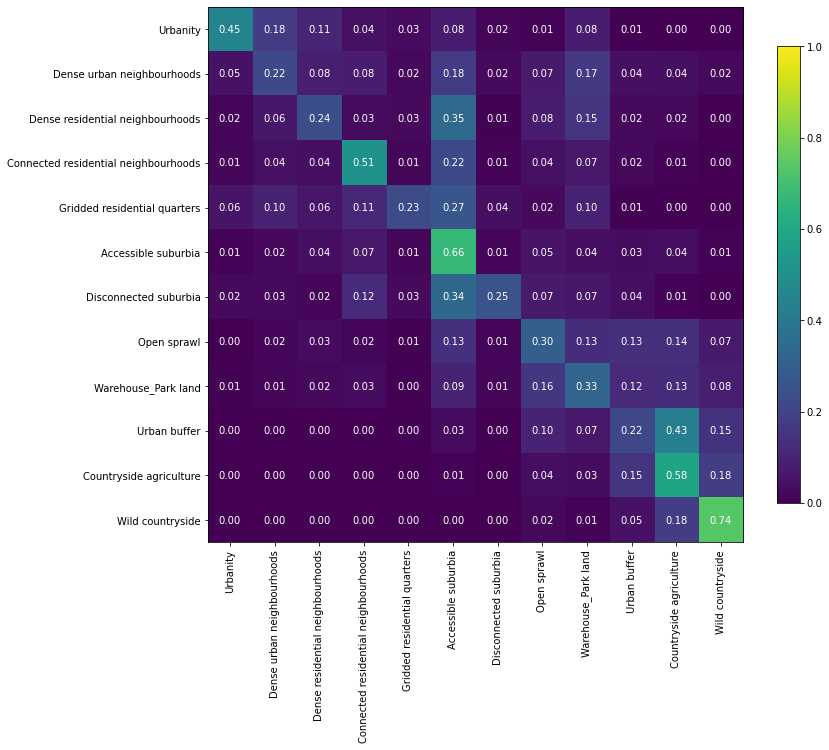 Urbanity 0.45 0.18 0.11 0.04 0.03 0.08 0.02 0.01 0.08 0.01 0.00 0.00
Dense urban neighbourhoods 0.05 0.22 0.08 0.08 0.02 0.18 0.02 0.07 0.17 0.04 0.04 0.02
Dense residential neighbourhoods 0.02 0.06 0.24 0.03 0.03 0.35 0.01 0.08 0.15 0.02 0.02 0.00
Connected residential neighbourhoods 0.01 0.04 0.04 0.51 0.01 0.22 0.01 0.04 0.07 0.02 0.01 0.00
Gridded residential quarters 0.06 0.10 0.06 0.11 0.23 0.27 0.04 0.02 0.10 0.01 0.00 0.00
Accessible suburbia 0.01 0.02 0.04 0.07 0.01 0.66 0.01 0.05 0.04 0.03 0.04 0.01
Disconnected suburbia 0.02 0.03 0.02 0.12 0.03 0.34 0.25 0.07 0.07 0.04 0.01 0.00
Open sprawl 0.00 0.02 0.03 0.02 0.01 0.13 0.01 0.30 0.13 0.13 0.14 0.07
Warehouse_Park land 0.01 0.01 0.02 0.03 0.00 0.09 0.01 0.16 0.33 0.12 0.13 0.08
Urban buffer 0.00 0.00 0.00 0.00 0.00 0.03 0.00 0.10 0.07 0.22 0.43 0.15
Countryside agriculture 0.00 0.00 0.00 0.00 0.00 0.01 0.00 0.04 0.03 0.15 0.58 0.18
Wild countryside 0.00 0.00 0.00 0.00 0.00 0.00 0.00 0.02 0.01 0.05 0.18 0.74
Urbanity
Dense urban neighbourhoods
Dense residential neighbourhoods
Connected residential neighbourhoods
Gridded residential quarters
Accessible suburbia
Disconnected suburbia
Open sprawl
Warehouse_Park land
Urban buffer
Countryside agriculture
Wild countryside
1.0
0.8
0.6
0.4
0.2
0.0